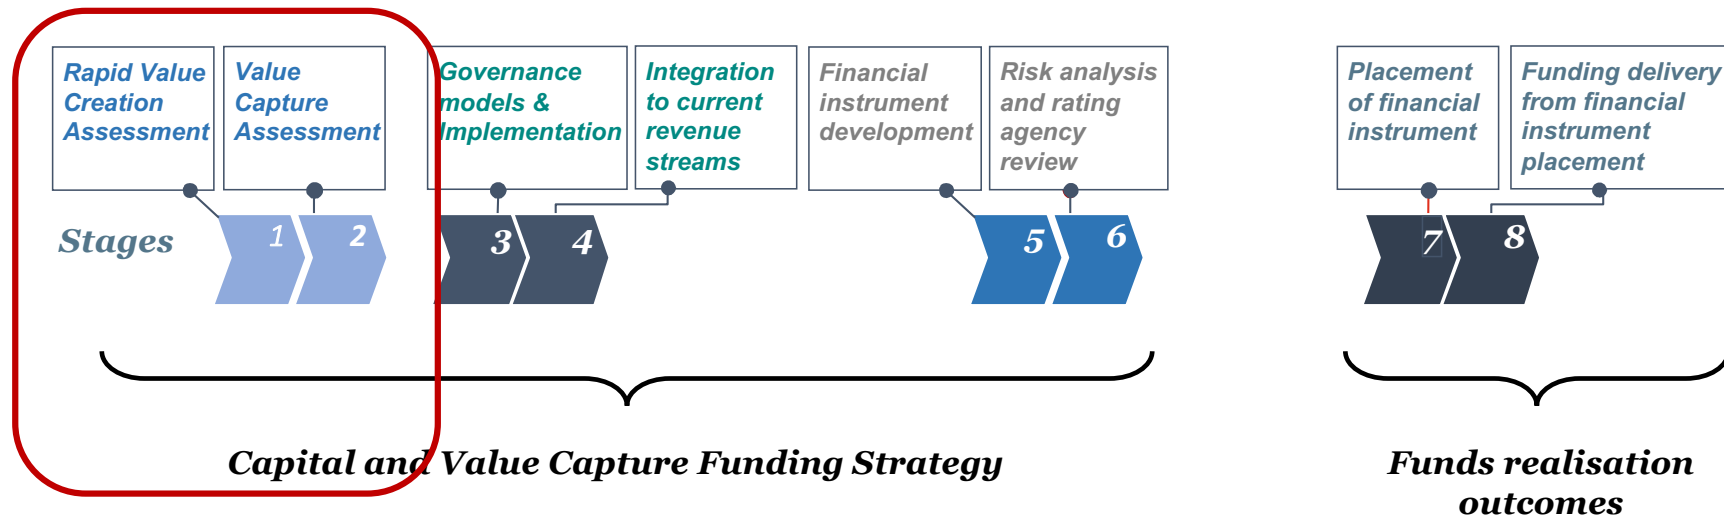 Rapid Value
Creation
Assessment
Value
Capture
Assessment
Governance
models &
Implementation
Integration
to current
revenue
streams
Financial
instrument
development
Risk analysis
and rating
agency
review
Placement
of financial
instrument
Funding delivery
from financial
instrument
placement
Stages
1
2
3
4
5
6
7
8
Capital and Value Capture Funding Strategy
Funds realisation
outcomes